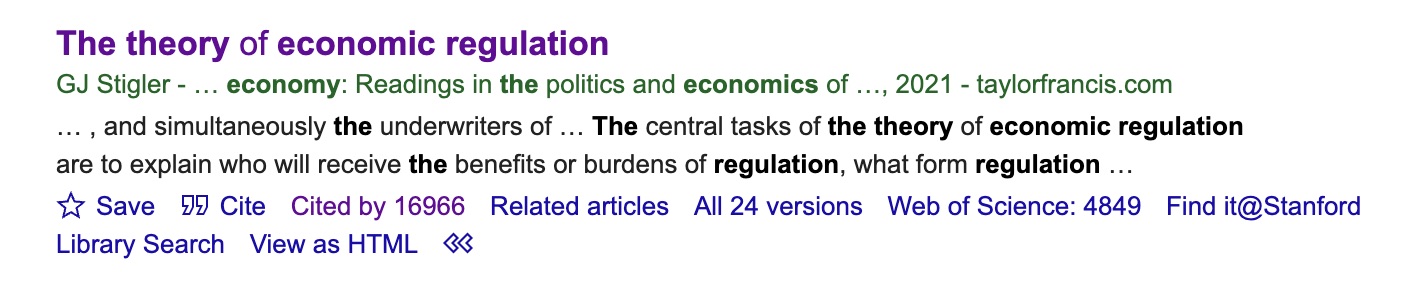 The theory of economic regulation
GJ Stigler - … economy: Readings in the politics and economics of …, 2021 - taylorfrancis.com
… , and simultaneously the underwriters of … The central tasks of the theory of economic regulation
are to explain who will receive the benefits or burdens of regulation, what form regulation …
Save Cite Cited by 16966 Related articles All 24 versions Web of Science: 4849 Find it@Stanford
Library Search View as HTML